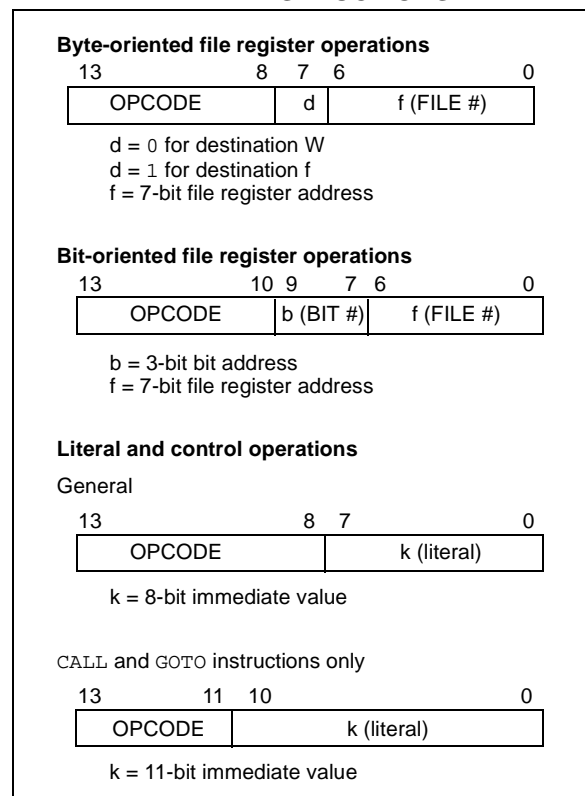 Byte-oriented file register operations
13 8 7 6 0
OPCODE d f (FILE #)
d = 0 for destination W
d = 1 for destination f
f = 7-bit file register address
Bit-oriented file register operations
13 10 9 7 6 0
OPCODE b (BIT #) f (FILE #)
b = 3-bit bit address
f = 7-bit file register address
Literal and control operations
General
13 8 7 0
OPCODE k (literal)
k = 8-bit immediate value
CALL and GOTO instructions only
13 11 10 0
OPCODE k (literal)
k = 11-bit immediate value